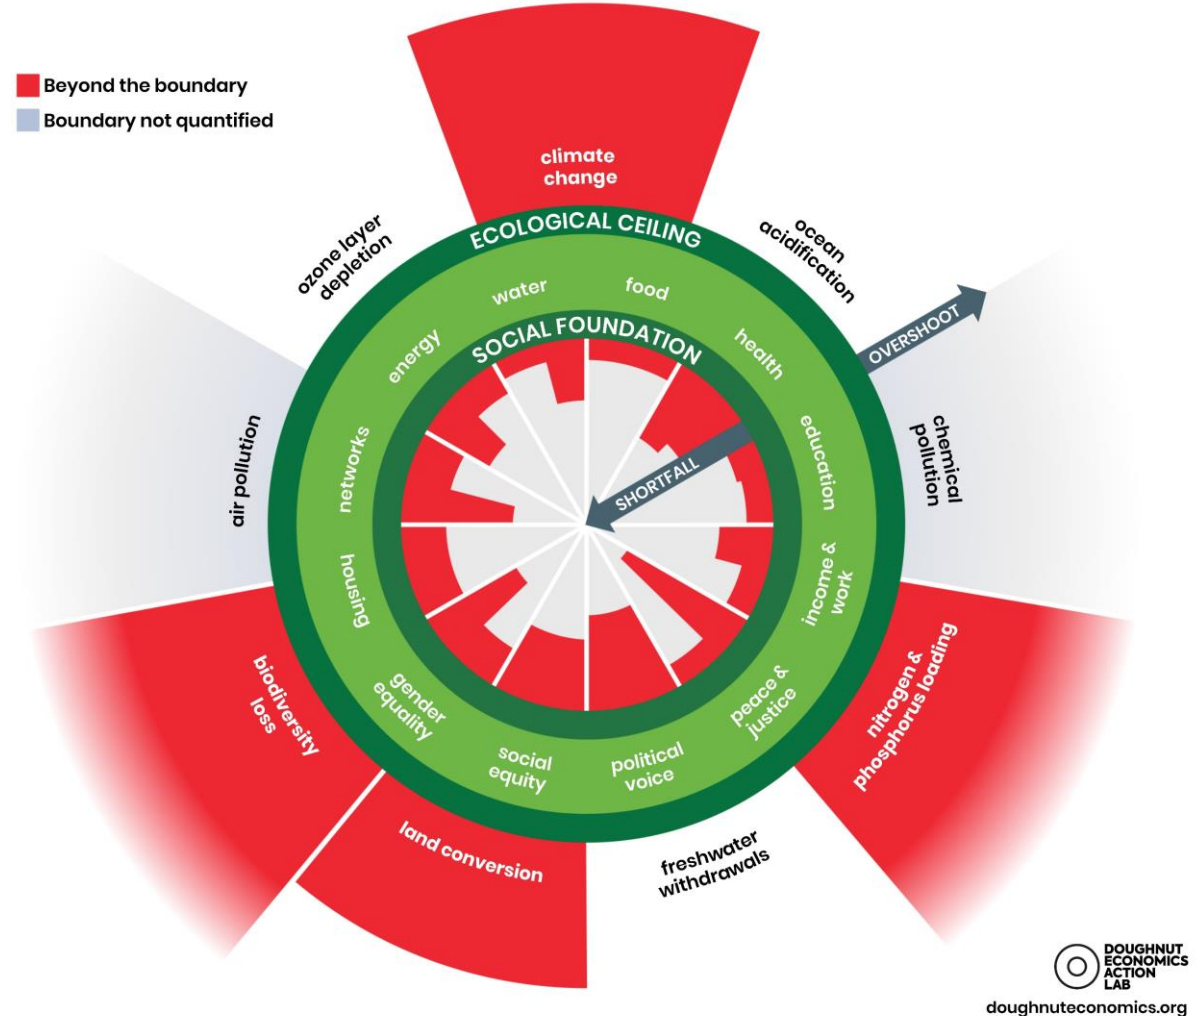 Beyond the boundary
Boundary not quantified
climate
change
ozone layer
depletion
ocean
acidification
ECOLOGICAL CEILING
water
food
energy
health
SOCIAL FOUNDATION
OVERSHOOT
air pollution
networks
SHORTFALL
education
chemical
pollution
housing
income &
work
biodiversity
loss
gender
equality
social
equity
political
voice
peace &
justice
nitrogen &
phosphorus loading
land conversion
freshwater
withdrawals
DOUGHNUT
ECONOMICS
ACTION
LAB
doughnuteconomics.org